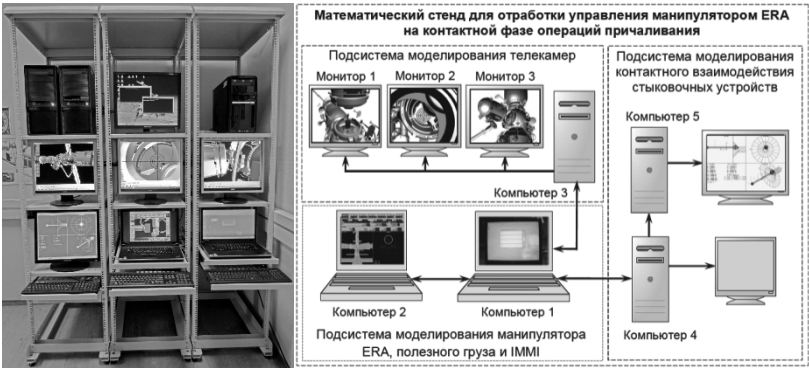 Математический стенд для отработки управления манипулятором ERA
на контактной фазе операций причаливания
Подсистема моделирования телекамер
Монитор 1
Монитор 2
Монитор 3
Компьютер 3
Подсистема моделирования
контактного взаимодействия
стыковочных устройств
Компьютер 5
Компьютер 2
Компьютер 1
Компьютер 4
Подсистема моделирования манипулятора
ERA, полезного груза и IMMI